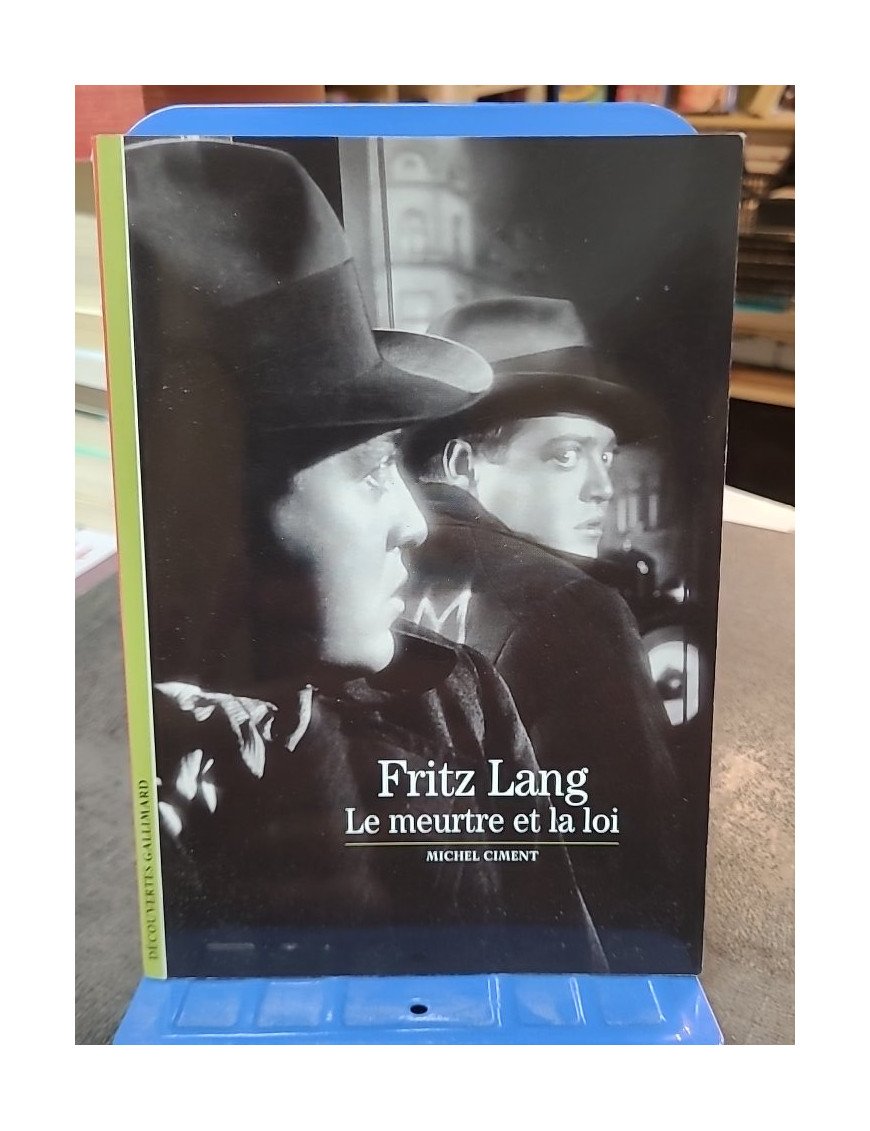 Fritz Lang
Le meurtre et la loi
MICHEL CIMENT
DÉCOUVERTES GALLIMARD
M